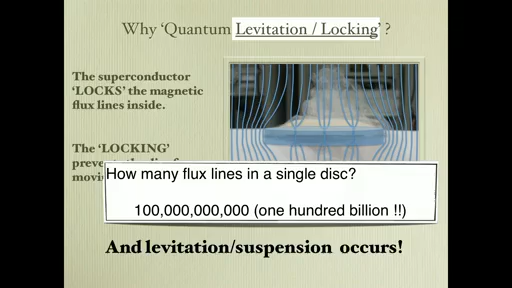 Why ‘Quantum Levitation / Locking’ ?
The superconductor
‘LOCKS’ the magnetic
flux lines inside.
The ‘LOCKING’
How many flux lines in a single disc?
100,000,000,000 (one hundred billion !!)
And levitation/suspension occurs!